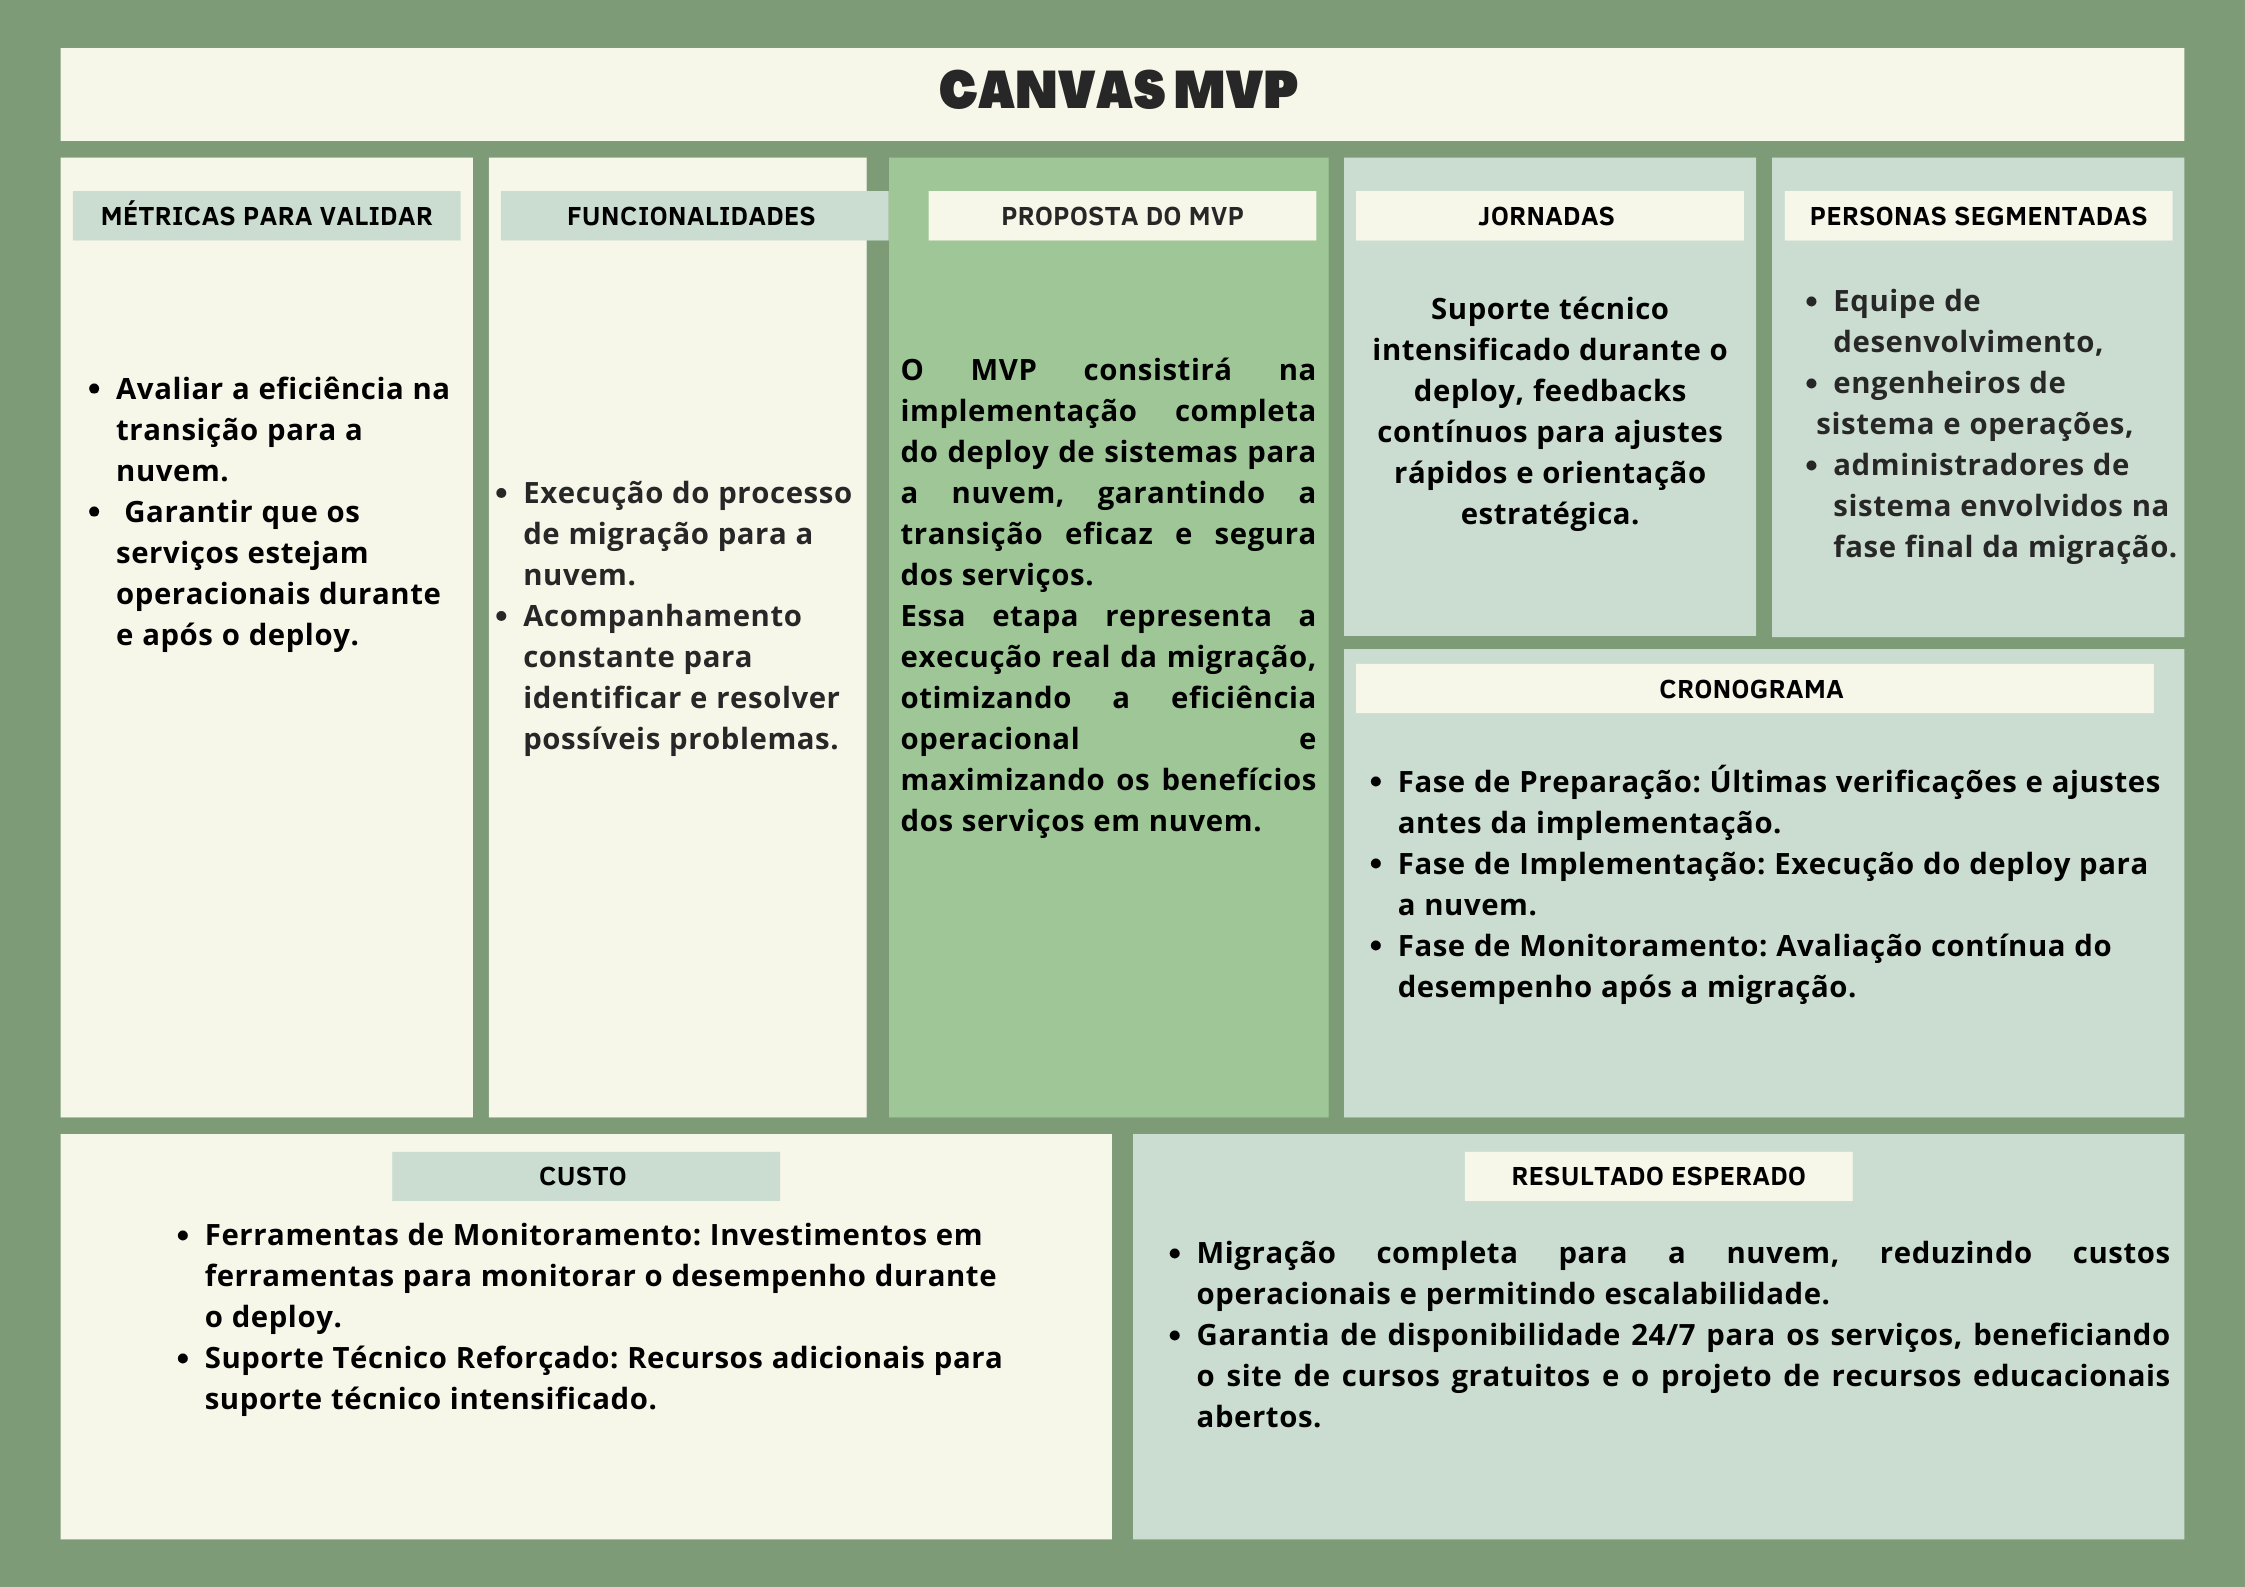 CANVAS MVP
MÉTRICAS PARA VALIDAR
• Avaliar a eficiência na
transição para a
nuvem.
• Garantir que os
serviços estejam
operacionais durante
e após o deploy.
FUNCIONALIDADES
• Execução do processo
de migração para a
nuvem.
• Acompanhamento
constante para
identificar e resolver
possíveis problemas.
PROPOSTA DO MVP
O MVP consistirá na
implementação completa
do deploy de sistemas para
a nuvem, garantindo a
transição eficaz e segura
dos serviços.
Essa etapa representa a
execução real da migração,
otimizando a eficiência
operacional e
maximizando os benefícios
dos serviços em nuvem.
JORNADAS
Suporte técnico
intensificado durante o
deploy, feedbacks
contínuos para ajustes
rápidos e orientação
estratégica.
PERSONAS SEGMENTADAS
• Equipe de
desenvolvimento,
• engenheiros de
sistema e operações,
• administradores de
sistema envolvidos na
fase final da migração.
CRONOGRAMA
• Fase de Preparação: Últimas verificações e ajustes
antes da implementação.
• Fase de Implementação: Execução do deploy para
a nuvem.
• Fase de Monitoramento: Avaliação contínua do
desempenho após a migração.
CUSTO
• Ferramentas de Monitoramento: Investimentos em
ferramentas para monitorar o desempenho durante
o deploy.
• Suporte Técnico Reforçado: Recursos adicionais para
suporte técnico intensificado.
RESULTADO ESPERADO
• Migração completa para a nuvem, reduzindo custos
operacionais e permitindo escalabilidade.
• Garantia de disponibilidade 24/7 para os serviços, beneficiando
o site de cursos gratuitos e o projeto de recursos educacionais
abertos.